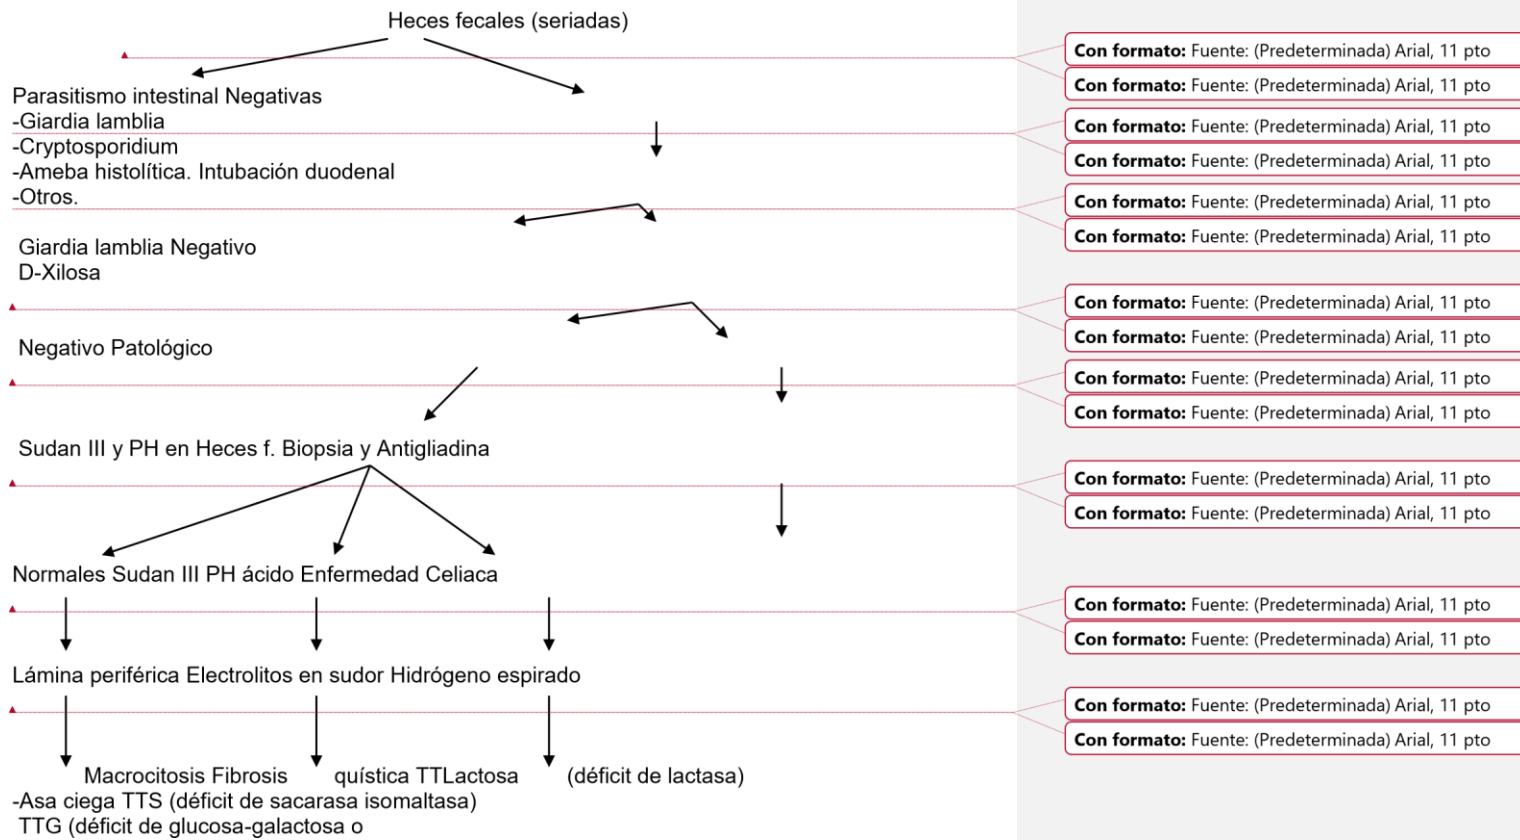 Heces fecales (seriadas)
Con formato: Fuente: (Predeterminada) Arial, 11 pto
Con formato: Fuente: (Predeterminada) Arial, 11 pto
Parasitismo intestinal Negativas
-Giardia lamblia
Con formato: Fuente: (Predeterminada) Arial, 11 pto
-Cryptosporidium
Con formato: Fuente: (Predeterminada) Arial, 11 pto
-Ameba histolítica. Intubación duodenal
-Otros.
Con formato: Fuente: (Predeterminada) Arial, 11 pto
Con formato: Fuente: (Predeterminada) Arial, 11 pto
Giardia lamblia Negativo
D-Xilosa
Con formato: Fuente: (Predeterminada) Arial, 11 pto
Con formato: Fuente: (Predeterminada) Arial, 11 pto
Negativo Patológico
Con formato: Fuente: (Predeterminada) Arial, 11 pto
Con formato: Fuente: (Predeterminada) Arial, 11 pto
Sudan III y PH en Heces f. Biopsia y Antigliadina
Con formato: Fuente: (Predeterminada) Arial, 11 pto
Con formato: Fuente: (Predeterminada) Arial, 11 pto
Normales Sudan III PH ácido Enfermedad Celiaca
Con formato: Fuente: (Predeterminada) Arial, 11 pto
Con formato: Fuente: (Predeterminada) Arial, 11 pto
Lámina periférica Electrolitos en sudor Hidrógeno espirado
Con formato: Fuente: (Predeterminada) Arial, 11 pto
Con formato: Fuente: (Predeterminada) Arial, 11 pto
Macrocitosis Fibrosis quística TTLactosa (déficit de lactasa)
-Asa ciega TTS (déficit de sacarasa isomaltasa)
TTG (déficit de glucosa-galactosa o